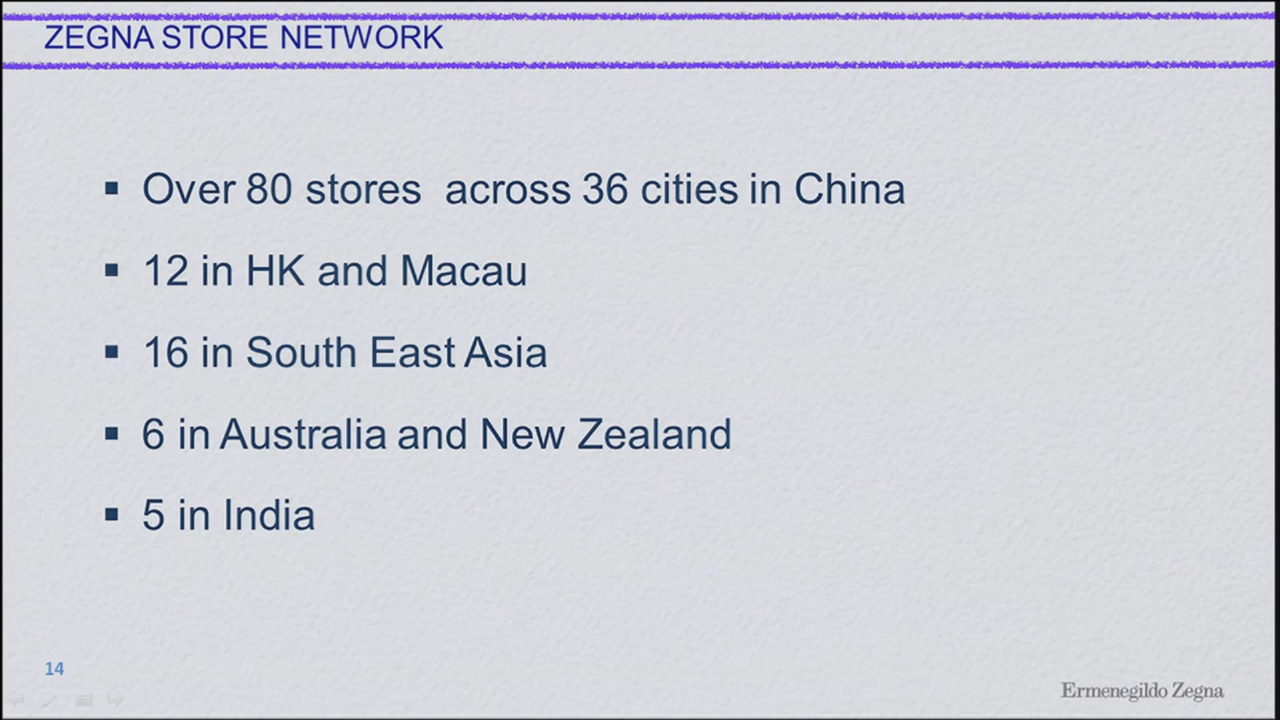 ZEGNA STORE NETWORK
▪ Over 80 stores across 36 cities in China
▪ 12 in HK and Macau
▪ 16 in South East Asia
▪ 6 in Australia and New Zealand
▪ 5 in India
14
Ermenegildo Zegna